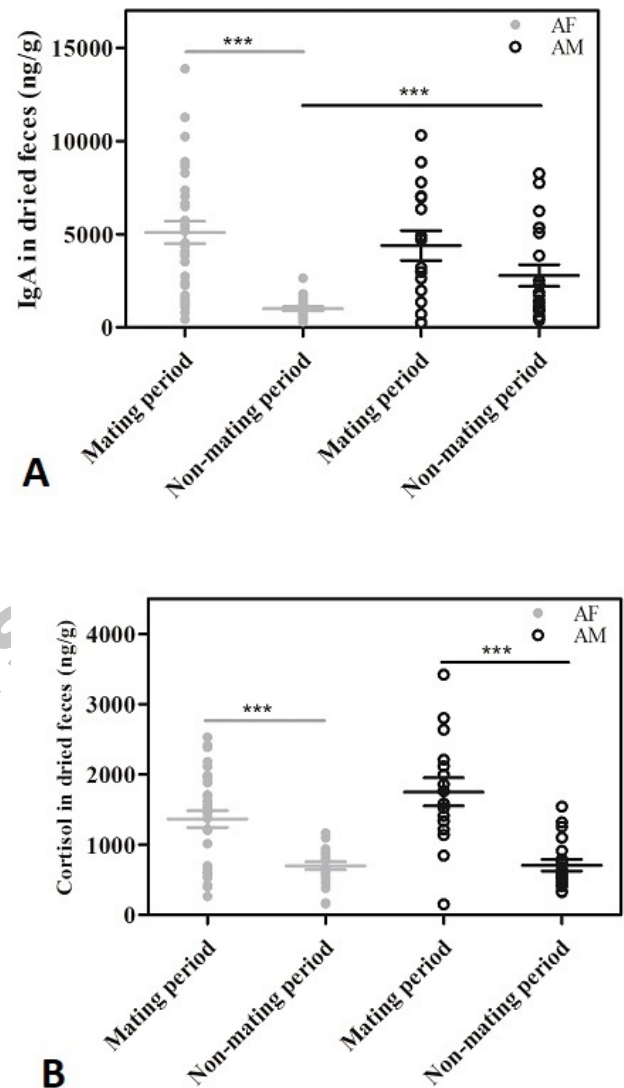 IgA in dried feces (ng/g)
15000
10000
5000
0
AF
AM
***
***
Mating period
Non-mating period
Mating period
Non-mating period
A
Cortisol in dried feces (ng/g)
4000
3000
2000
1000
0
AF
AM
***
***
Mating period
Non-mating period
Mating period
Non-mating period
B